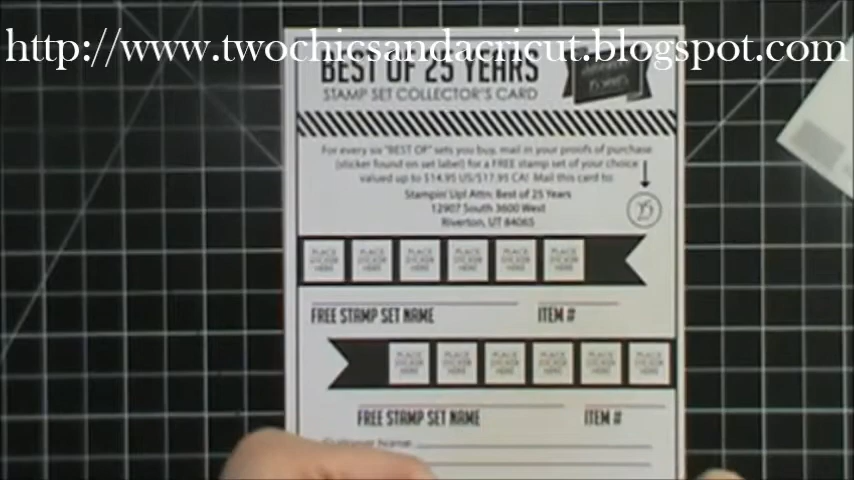 http://www.twochicsandacricut.blogspot.com
BEST OF 25 YEARS
STAMP SET COLLECTOR'S CARD
For every six "BEST OF" sets you buy, mail in your proofs of purchase
(sticker found on set label) for a FREE stamp set of your choice
valued up to $14.95 US/$17.95 CA! Mail this card to:
Stampin' Up! Attn: Best of 25 Years
12907 South 3600 West
Riverton, UT 84065
25
PLACE STICKER HERE PLACE STICKER HERE PLACE STICKER HERE PLACE STICKER HERE PLACE STICKER HERE PLACE STICKER HERE
FREE STAMP SET NAME ITEM #
PLACE STICKER HERE PLACE STICKER HERE PLACE STICKER HERE PLACE STICKER HERE PLACE STICKER HERE PLACE STICKER HERE
FREE STAMP SET NAME ITEM #
Customer Name